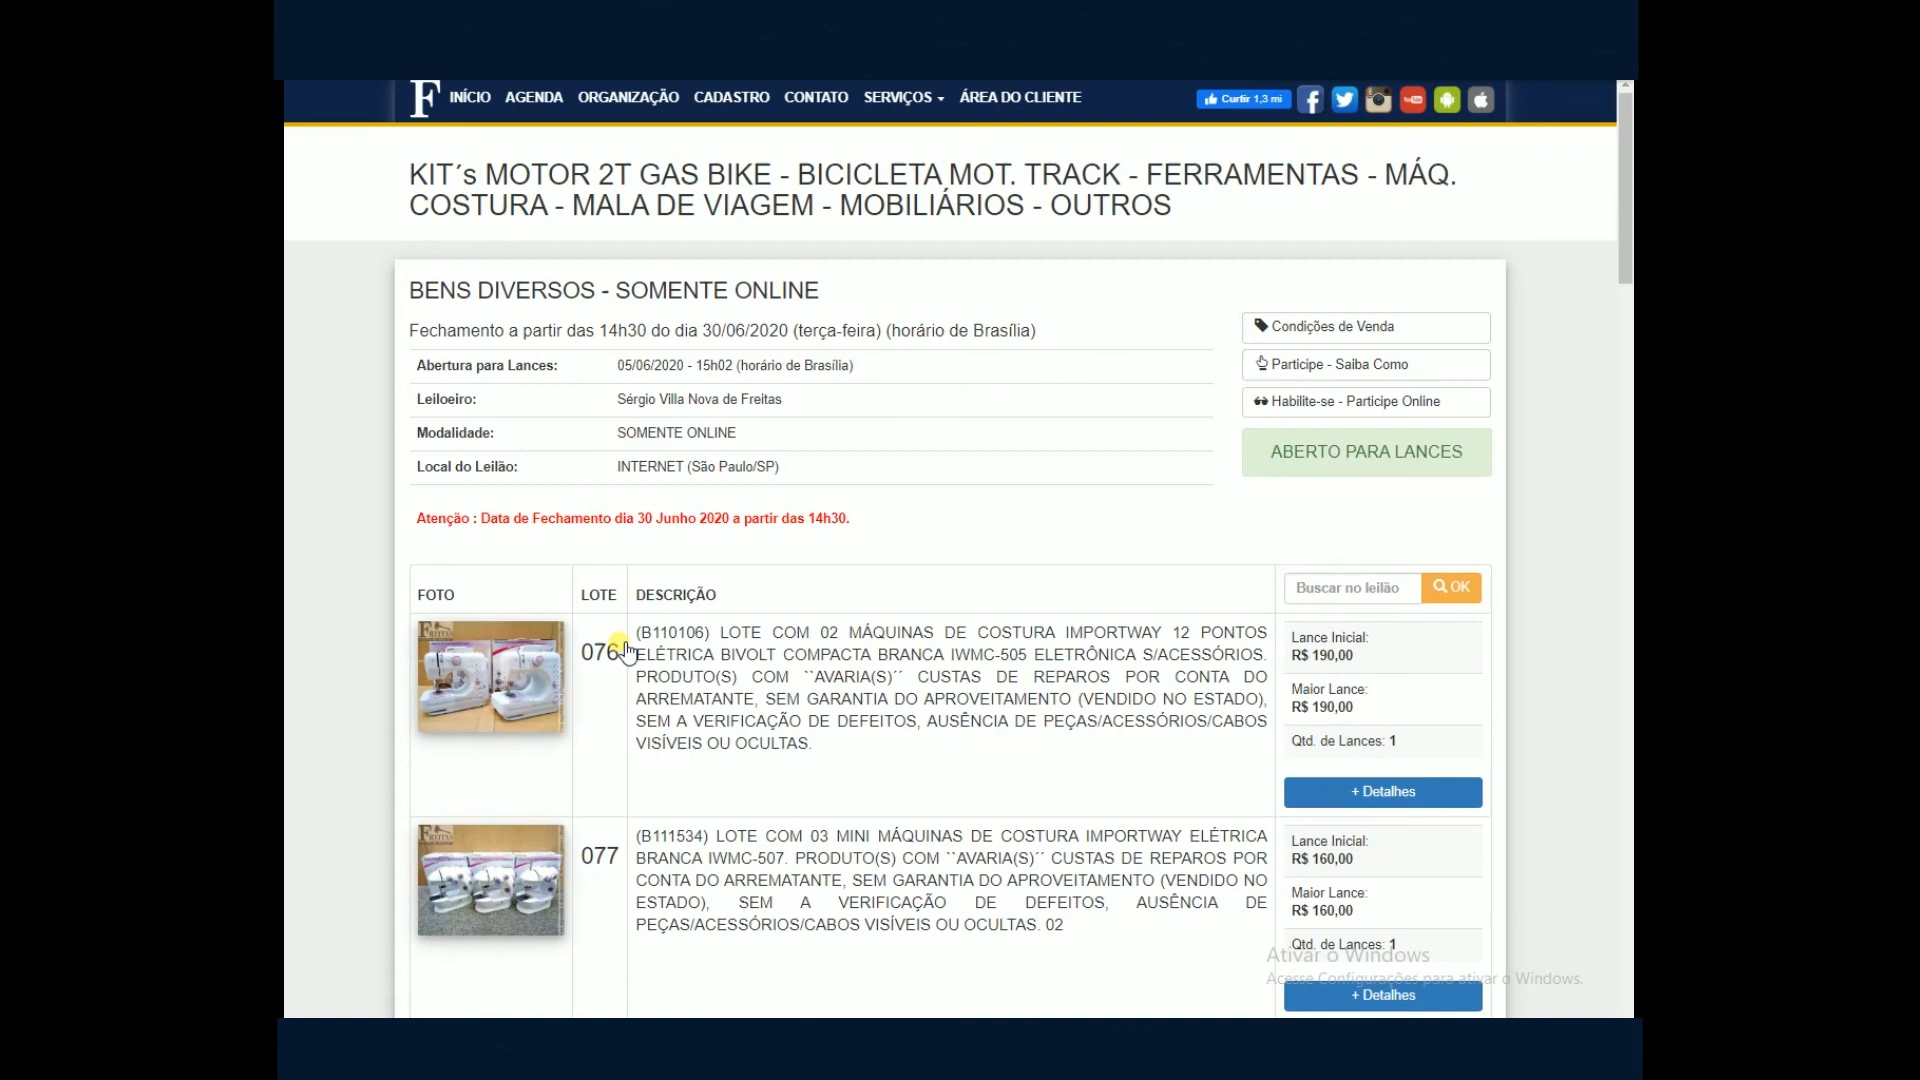 F INÍCIO AGENDA ORGANIZAÇÃO CADASTRO CONTATO SERVIÇOS ÁREA DO CLIENTE Curtir 1,3 mi
KIT´s MOTOR 2T GAS BIKE - BICICLETA MOT. TRACK - FERRAMENTAS - MÁQ.
COSTURA - MALA DE VIAGEM - MOBILIÁRIOS - OUTROS
BENS DIVERSOS - SOMENTE ONLINE
Fechamento a partir das 14h30 do dia 30/06/2020 (terça-feira) (horário de Brasília)
Abertura para Lances: 05/06/2020 - 15h02 (horário de Brasília)
Leiloeiro: Sérgio Villa Nova de Freitas
Modalidade: SOMENTE ONLINE
Local do Leilão: INTERNET (São Paulo/SP)
Condições de Venda
Participe - Saiba Como
Habilite-se - Participe Online
ABERTO PARA LANCES
Atenção : Data de Fechamento dia 30 Junho 2020 a partir das 14h30.
FOTO LOTE DESCRIÇÃO Buscar no leilão OK
FREITAS
076
(B110106) LOTE COM 02 MÁQUINAS DE COSTURA IMPORTWAY 12 PONTOS
ELÉTRICA BIVOLT COMPACTA BRANCA IWMC-505 ELETRÔNICA S/ACESSÓRIOS.
PRODUTO(S) COM ``AVARIA(S)´´ CUSTAS DE REPAROS POR CONTA DO
ARREMATANTE, SEM GARANTIA DO APROVEITAMENTO (VENDIDO NO ESTADO),
SEM A VERIFICAÇÃO DE DEFEITOS, AUSÊNCIA DE PEÇAS/ACESSÓRIOS/CABOS
VISÍVEIS OU OCULTAS.
Lance Inicial:
R$ 190,00
Maior Lance:
R$ 190,00
Qtd. de Lances: 1
+ Detalhes
FREITAS
077
(B111534) LOTE COM 03 MINI MÁQUINAS DE COSTURA IMPORTWAY ELÉTRICA
BRANCA IWMC-507. PRODUTO(S) COM ``AVARIA(S)´´ CUSTAS DE REPAROS POR
CONTA DO ARREMATANTE, SEM GARANTIA DO APROVEITAMENTO (VENDIDO NO
ESTADO), SEM A VERIFICAÇÃO DE DEFEITOS, AUSÊNCIA DE
PEÇAS/ACESSÓRIOS/CABOS VISÍVEIS OU OCULTAS. 02
Lance Inicial:
R$ 160,00
Maior Lance:
R$ 160,00
Qtd. de Lances: 1
+ Detalhes
Ativar o Windows
Acesse Configurações para ativar o Windows.